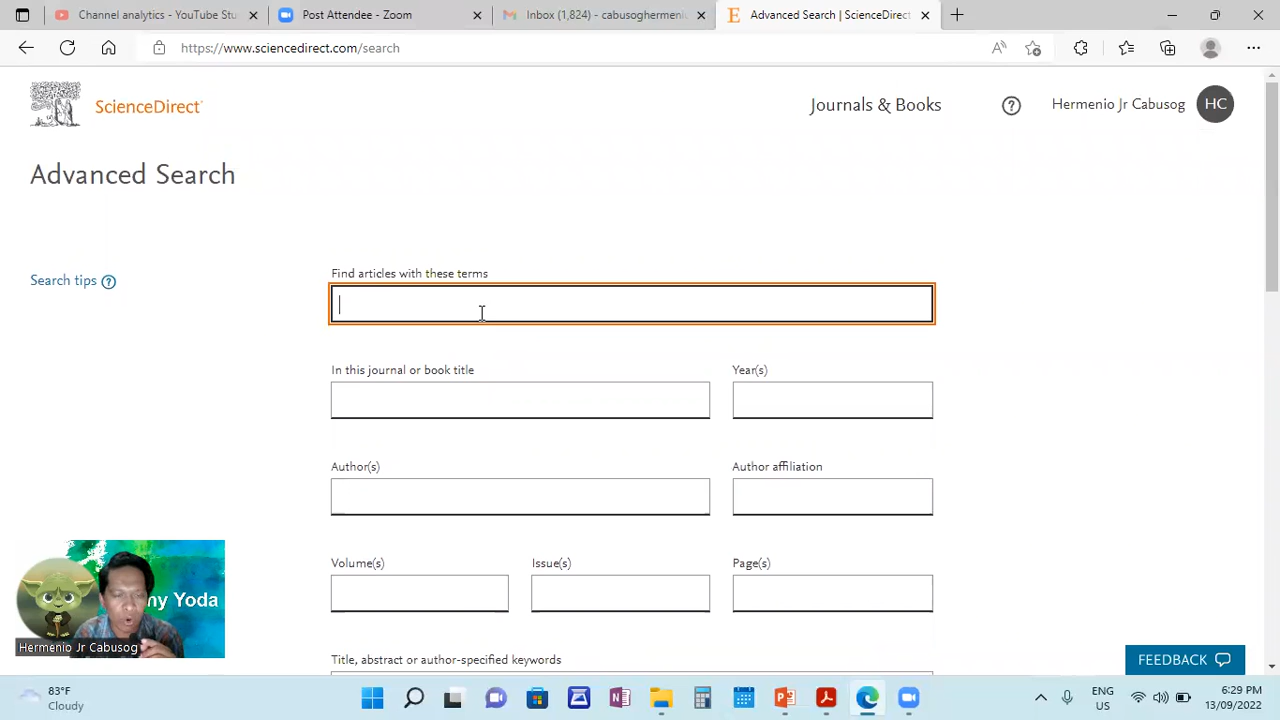 Channel analytics - YouTube Stu
Post Attendee - Zoom
Inbox (1,824) - cabusoghermeni
Advanced Search | ScienceDirect
https://www.sciencedirect.com/search
ScienceDirect
Journals & Books
Hermenio Jr Cabusog
HC
Advanced Search
Search tips
Find articles with these terms
In this journal or book title
Year(s)
Author(s)
Author affiliation
Volume(s)
Issue(s)
Page(s)
Title, abstract or author-specified keywords
ny Yoda
Hermenio Jr Cabusog
FEEDBACK
83°F
Cloudy
ENG
US
6:29 PM
13/09/2022